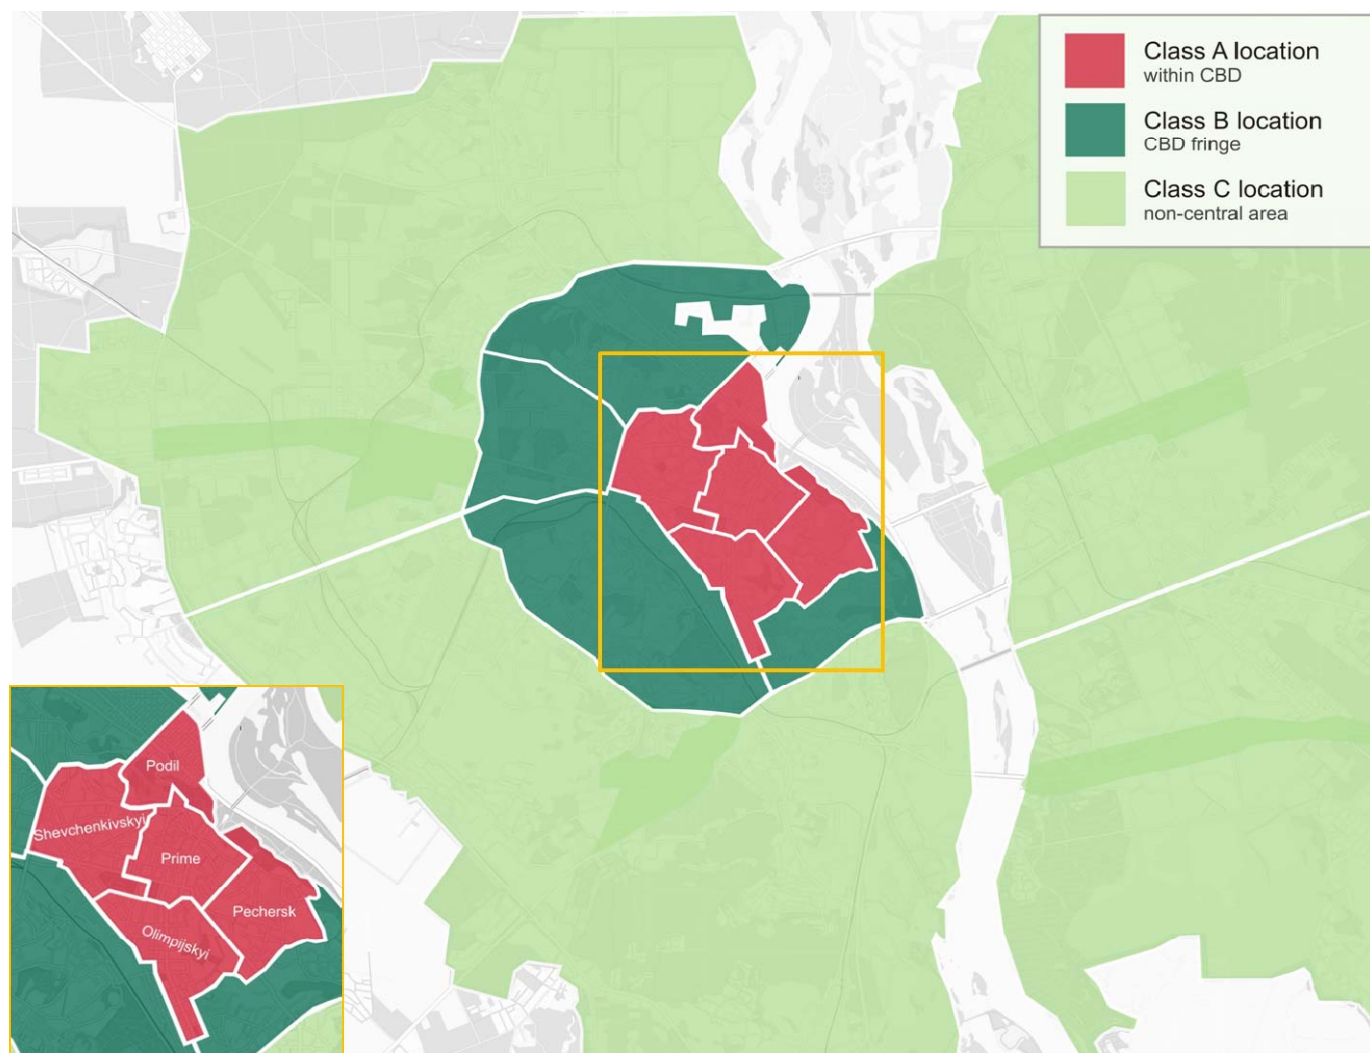 Class A location
within CBD
Class B location
CBD fringe
Class C location
non-central area
Podil
Shevchenkivskyi
Prime
Pechersk
Olimpijskyi